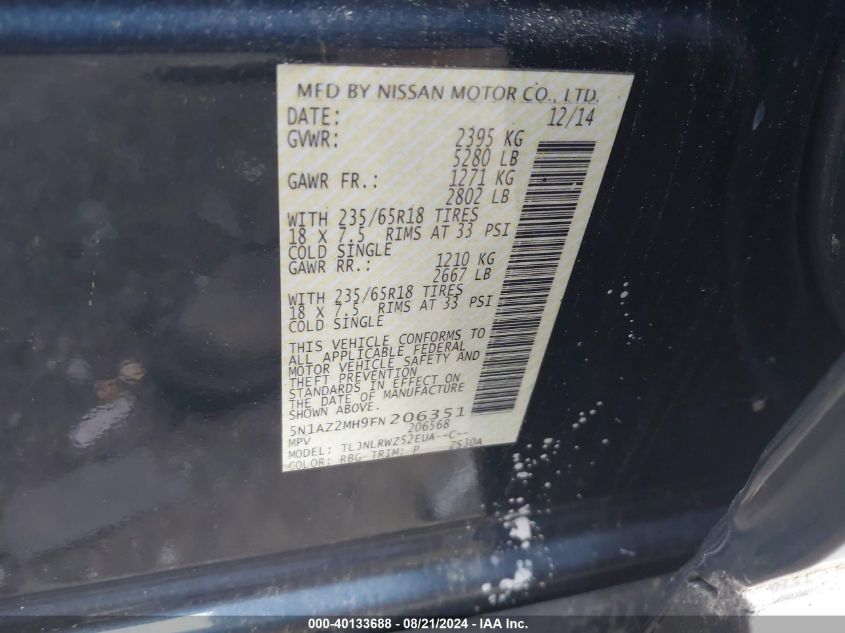 MFD BY NISSAN MOTOR CO., LTD.
DATE: 12/14
GVWR: 2395 KG
5280 LB
GAWR FR.: 1271 KG
2802 LB
WITH 235/65R18 TIRES
18 X 7.5 RIMS AT 33 PSI
COLD SINGLE
GAWR RR.: 1210 KG
2667 LB
WITH 235/65R18 TIRES
18 X 7.5 RIMS AT 33 PSI
COLD SINGLE
THIS VEHICLE CONFORMS TO
ALL APPLICABLE FEDERAL
MOTOR VEHICLE SAFETY AND
THEFT PREVENTION
STANDARDS IN EFFECT ON
THE DATE OF MANUFACTURE
SHOWN ABOVE.
5N1AZ2MH9FN206351
MPV 206568
MODEL: TLJNLRWZ52EUA--C--
COLOR: RBG-TRIM: P ZS30A
000-40133688 - 08/21/2024 - IAA Inc.